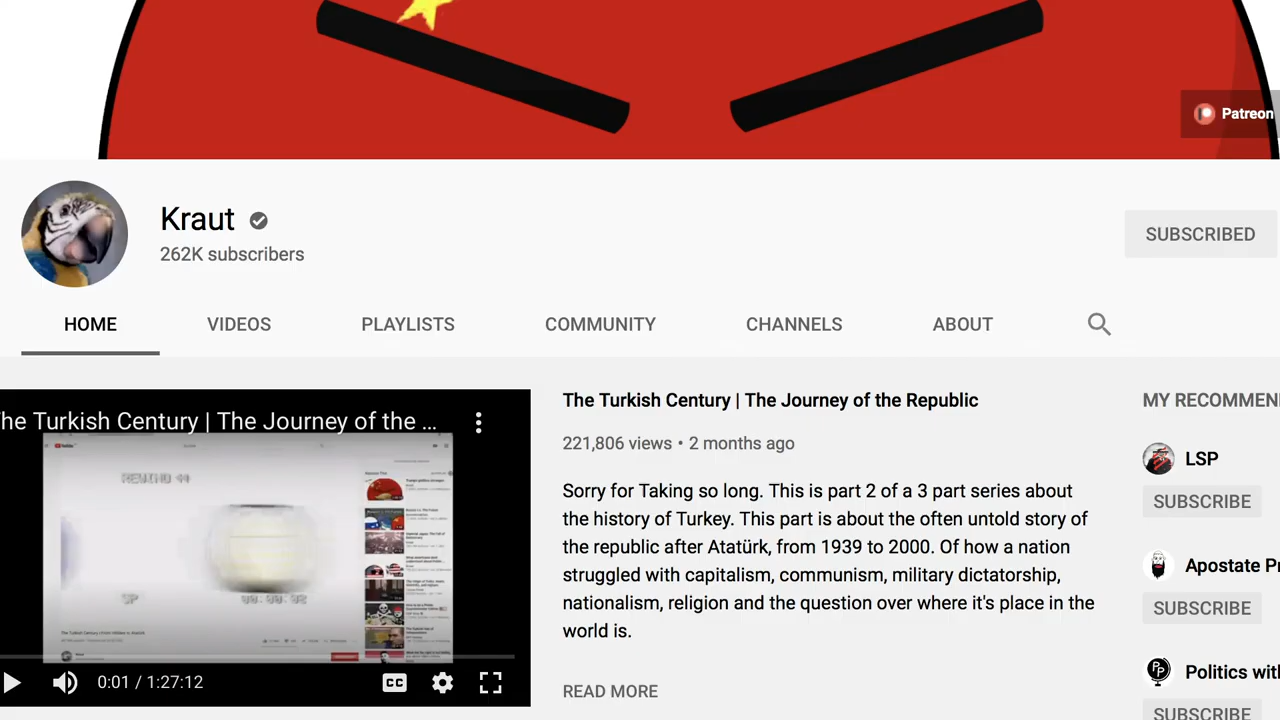 Patreon
Kraut
262K subscribers
SUBSCRIBED
HOME VIDEOS PLAYLISTS COMMUNITY CHANNELS ABOUT
he Turkish Century | The Journey of the ...
REWIND
SP
0:01 / 1:27:12
CC
The Turkish Century | The Journey of the Republic
221,806 views • 2 months ago
Sorry for Taking so long. This is part 2 of a 3 part series about
the history of Turkey. This part is about the often untold story of
the republic after Atatürk, from 1939 to 2000. Of how a nation
struggled with capitalism, communism, military dictatorship,
nationalism, religion and the question over where it's place in the
world is.
READ MORE
MY RECOMMEN
LSP
SUBSCRIBE
Apostate Pr
SUBSCRIBE
Politics wit
SUBSCRIBE